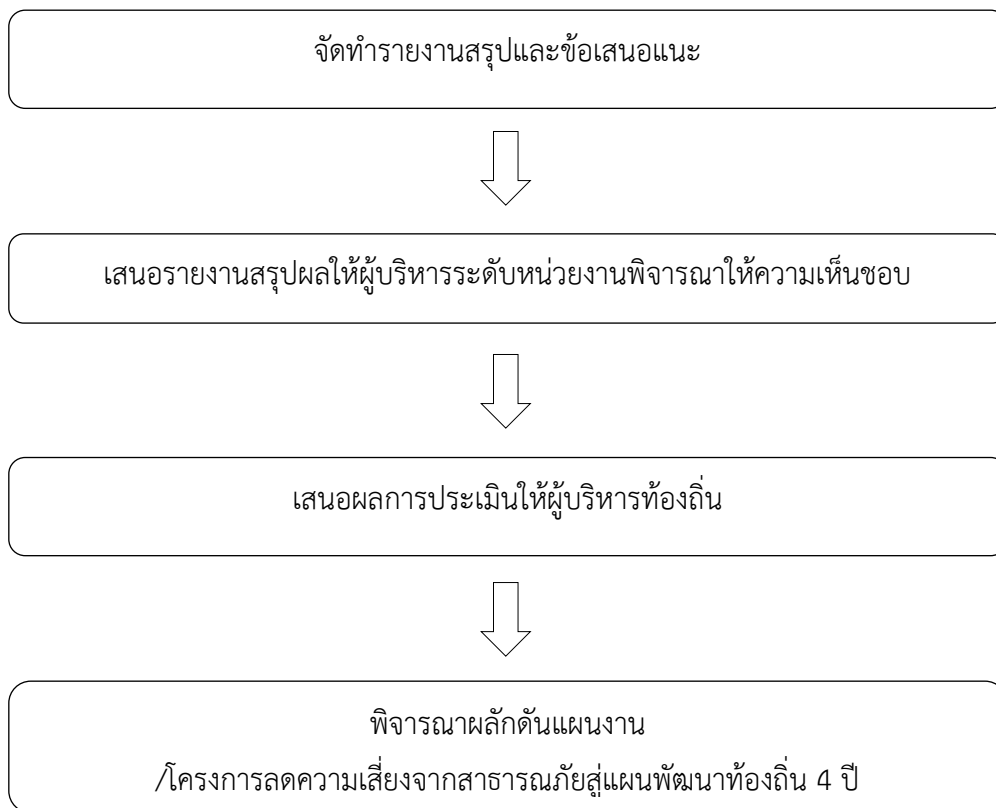 จัดทำรายงานสรุปและข้อเสนอแนะ
เสนอรายงานสรุปผลให้ผู้บริหารระดับหน่วยงานพิจารณาให้ความเห็นชอบ
เสนอผลการประเมินให้ผู้บริหารท้องถิ่น
พิจารณาผลักดันแผนงาน
/โครงการลดความเสี่ยงจากสาธารณภัยสู่แผนพัฒนาท้องถิ่น 4 ปี